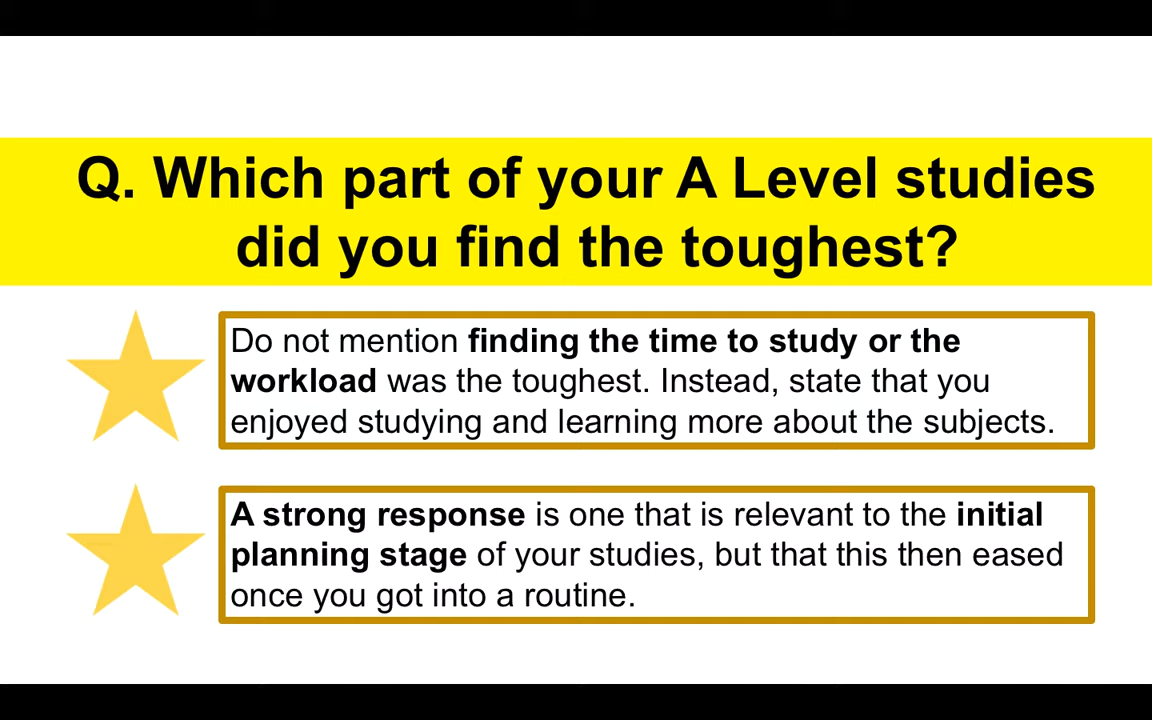 Q. Which part of your A Level studies
did you find the toughest?
Do not mention finding the time to study or the
workload was the toughest. Instead, state that you
enjoyed studying and learning more about the subjects.
A strong response is one that is relevant to the initial
planning stage of your studies, but that this then eased
once you got into a routine.